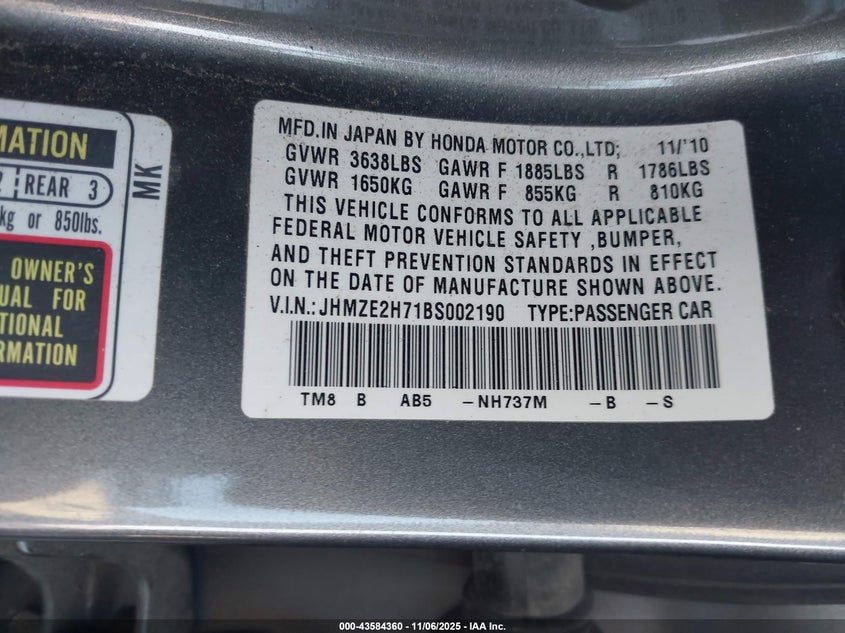 MATION
2 REAR 3
kg or 850lbs.
OWNER'S
UAL FOR
TIONAL
RMATION
MK
MFD.IN JAPAN BY HONDA MOTOR CO.,LTD; 11/'10
GVWR 3638LBS GAWR F 1885LBS R 1786LBS
GVWR 1650KG GAWR F 855KG R 810KG
THIS VEHICLE CONFORMS TO ALL APPLICABLE
FEDERAL MOTOR VEHICLE SAFETY ,BUMPER,
AND THEFT PREVENTION STANDARDS IN EFFECT
ON THE DATE OF MANUFACTURE SHOWN ABOVE.
V.I.N.:JHMZE2H71BS002190 TYPE:PASSENGER CAR
TM8 B AB5 -NH737M -B -S
000-43584360 - 11/06/2025 - IAA Inc.